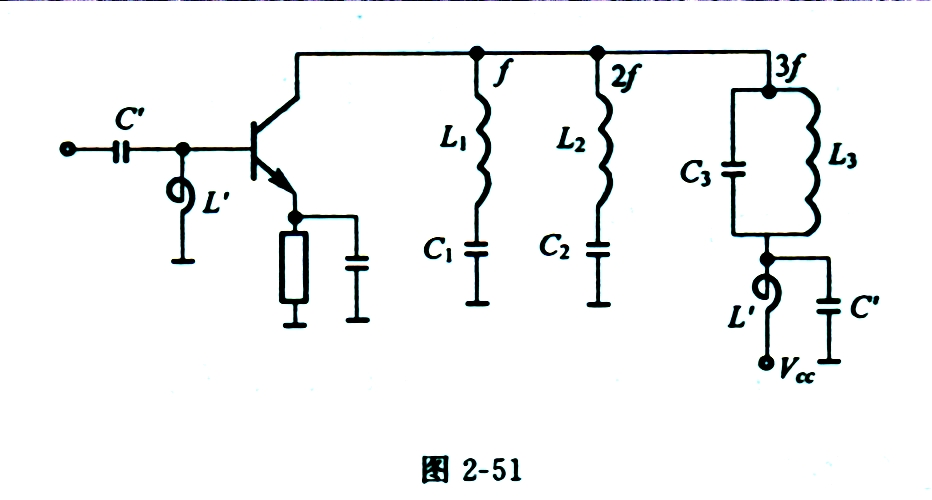 C'
L'
f
2f
3f
L₁
L₂
C₃
L₃
C₁
C₂
L'
C'
Vcc
图 2-51